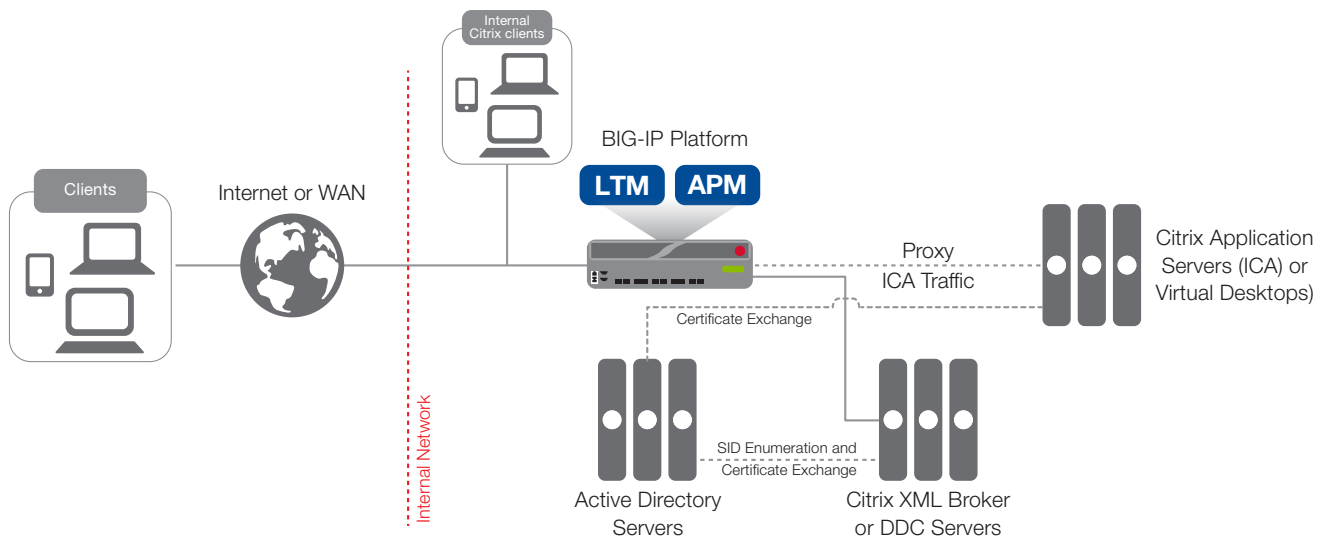 Internal
Citrix clients
BIG-IP Platform
LTM
APM
Clients
Internet or WAN
Proxy
ICA Traffic
Citrix Application
Servers (ICA) or
Virtual Desktops)
Certificate Exchange
Internal Network
SID Enumeration and
Certificate Exchange
Active Directory
Servers
Citrix XML Broker
or DDC Servers